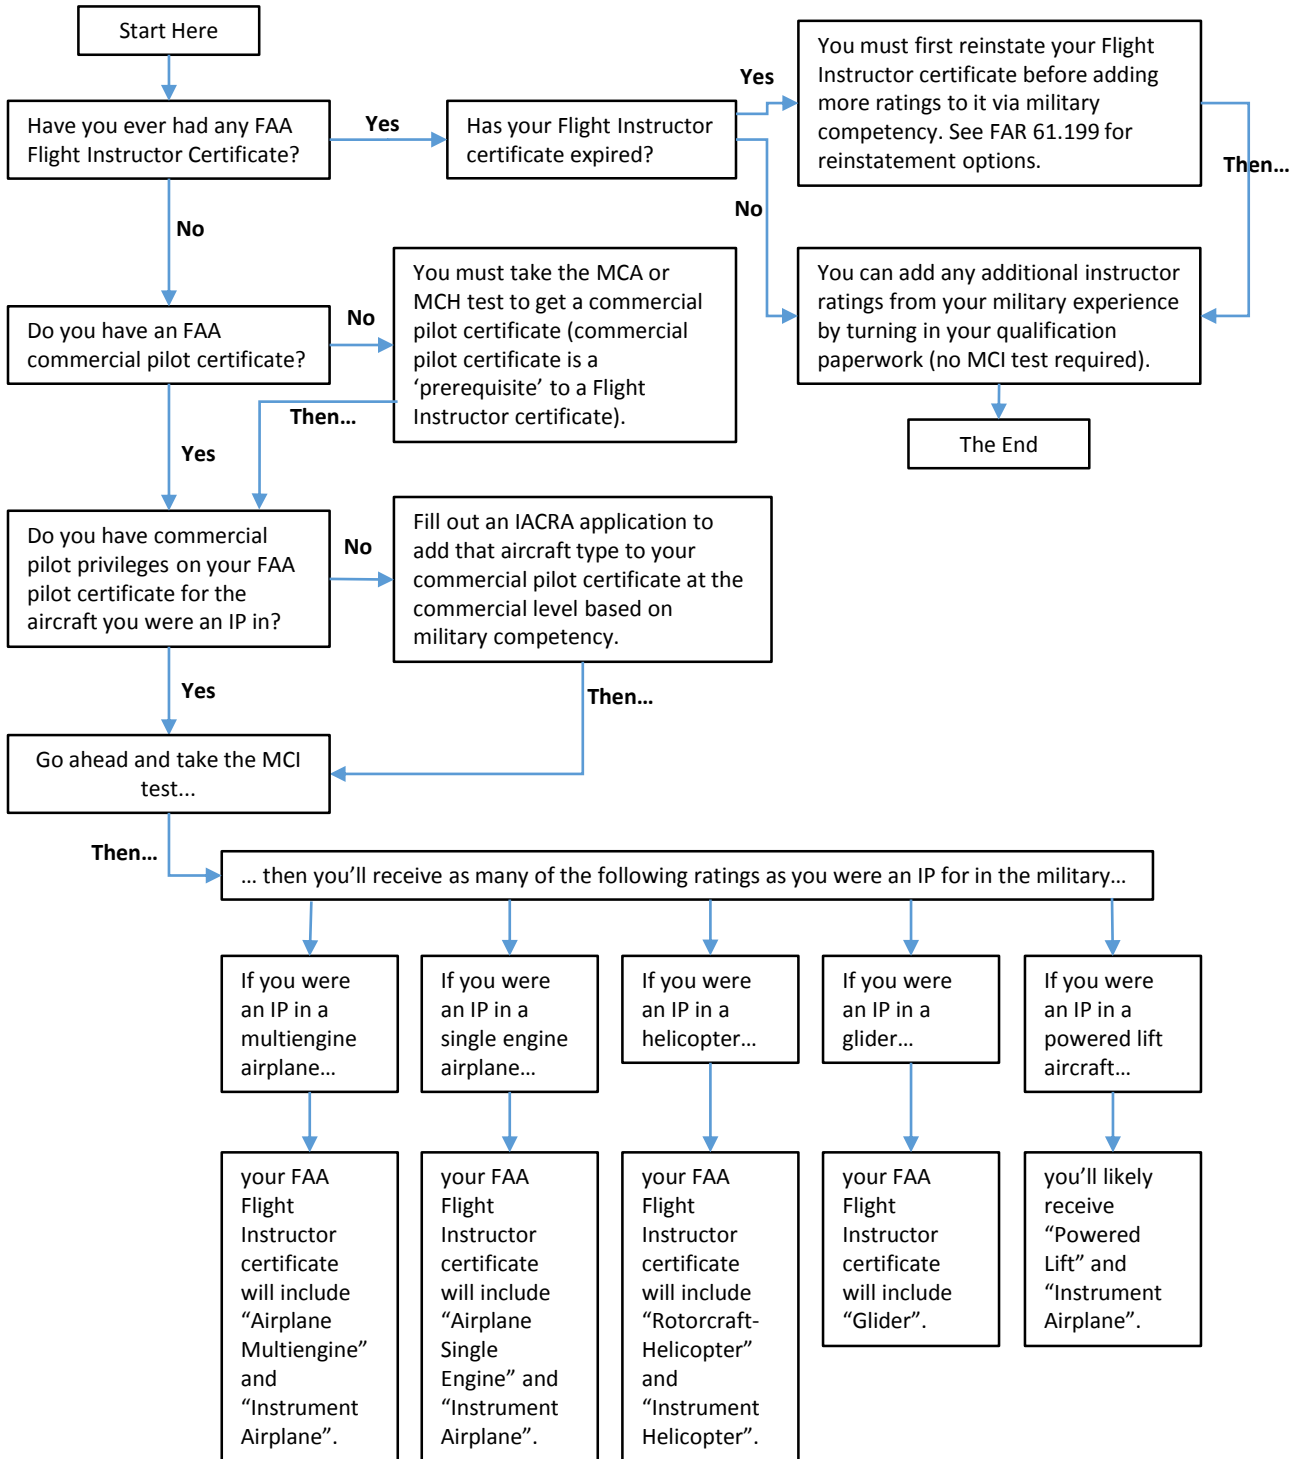 Start Here
Have you ever had any FAA
Flight Instructor Certificate?
Yes
Has your Flight Instructor
certificate expired?
Yes
You must first reinstate your Flight
Instructor certificate before adding
more ratings to it via military
competency. See FAR 61.199 for
reinstatement options.
Then...
No
You can add any additional instructor
ratings from your military experience
by turning in your qualification
paperwork (no MCI test required).
The End
No
Do you have an FAA
commercial pilot certificate?
No
You must take the MCA or
MCH test to get a commercial
pilot certificate (commercial
pilot certificate is a
‘prerequisite’ to a Flight
Instructor certificate).
Then...
Yes
Do you have commercial
pilot privileges on your FAA
pilot certificate for the
aircraft you were an IP in?
No
Fill out an IACRA application to
add that aircraft type to your
commercial pilot certificate at the
commercial level based on
military competency.
Then...
Yes
Go ahead and take the MCI
test...
Then...
... then you’ll receive as many of the following ratings as you were an IP for in the military...
If you were
an IP in a
multiengine
airplane...
If you were
an IP in a
single engine
airplane...
If you were
an IP in a
helicopter...
If you were
an IP in a
glider...
If you were
an IP in a
powered lift
aircraft...
your FAA
Flight
Instructor
certificate
will include
“Airplane
Multiengine”
and
“Instrument
Airplane”.
your FAA
Flight
Instructor
certificate
will include
“Airplane
Single
Engine” and
“Instrument
Airplane”.
your FAA
Flight
Instructor
certificate
will include
“Rotorcraft-
Helicopter”
and
“Instrument
Helicopter”.
your FAA
Flight
Instructor
certificate
will include
“Glider”.
you’ll likely
receive
“Powered
Lift” and
“Instrument
Airplane”.